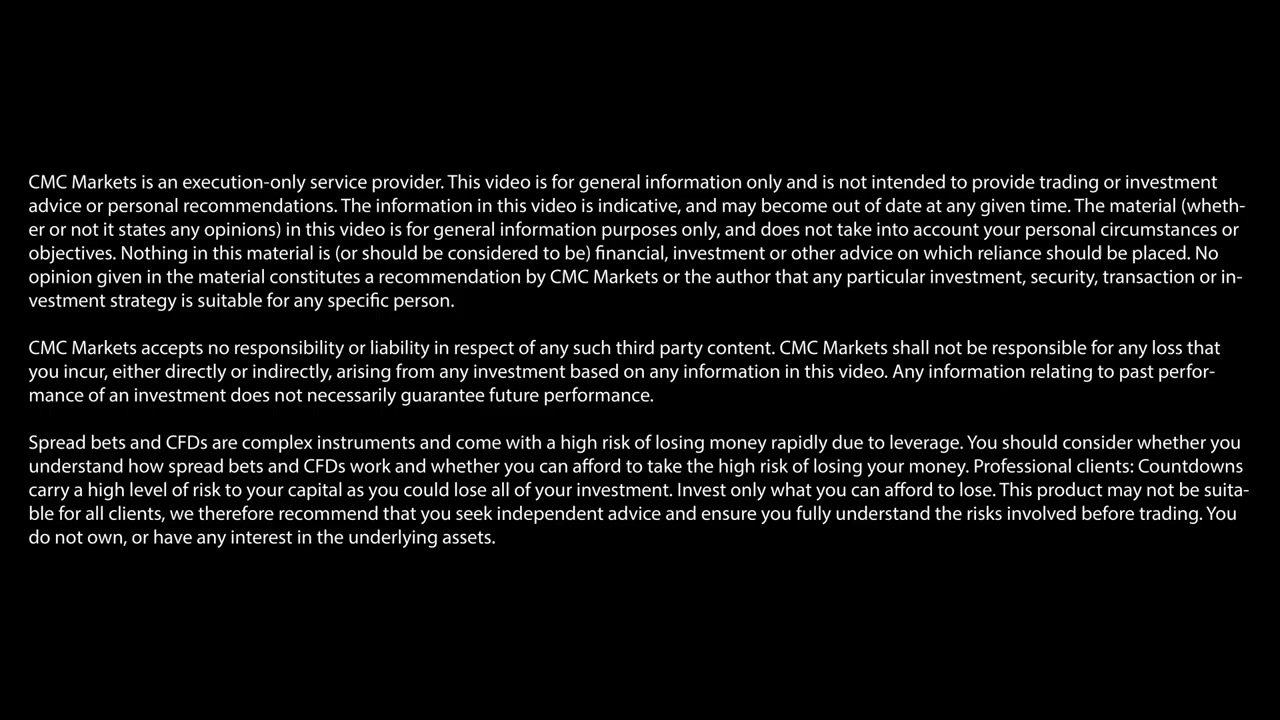 CMC Markets is an execution-only service provider. This video is for general information only and is not intended to provide trading or investment
advice or personal recommendations. The information in this video is indicative, and may become out of date at any given time. The material (wheth-
er or not it states any opinions) in this video is for general information purposes only, and does not take into account your personal circumstances or
objectives. Nothing in this material is (or should be considered to be) financial, investment or other advice on which reliance should be placed. No
opinion given in the material constitutes a recommendation by CMC Markets or the author that any particular investment, security, transaction or in-
vestment strategy is suitable for any specific person.
CMC Markets accepts no responsibility or liability in respect of any such third party content. CMC Markets shall not be responsible for any loss that
you incur, either directly or indirectly, arising from any investment based on any information in this video. Any information relating to past perfor-
mance of an investment does not necessarily guarantee future performance.
Spread bets and CFDs are complex instruments and come with a high risk of losing money rapidly due to leverage. You should consider whether you
understand how spread bets and CFDs work and whether you can afford to take the high risk of losing your money. Professional clients: Countdowns
carry a high level of risk to your capital as you could lose all of your investment. Invest only what you can afford to lose. This product may not be suita-
ble for all clients, we therefore recommend that you seek independent advice and ensure you fully understand the risks involved before trading. You
do not own, or have any interest in the underlying assets.